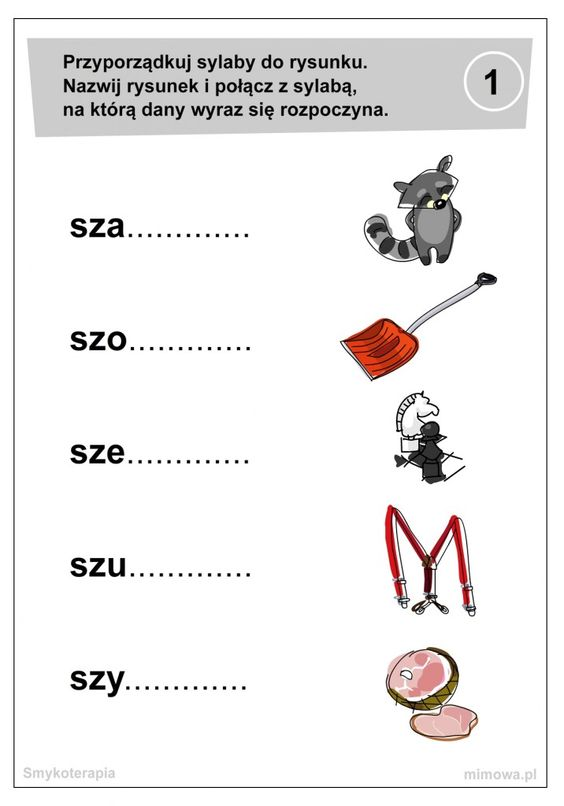 Przyporządkuj sylaby do rysunku.
Nazwij rysunek i połącz z sylabą,
na którą dany wyraz się rozpoczyna.
1
sza.............
szo.............
sze.............
szu.............
szy.............
Smykoterapia
mimowa.pl